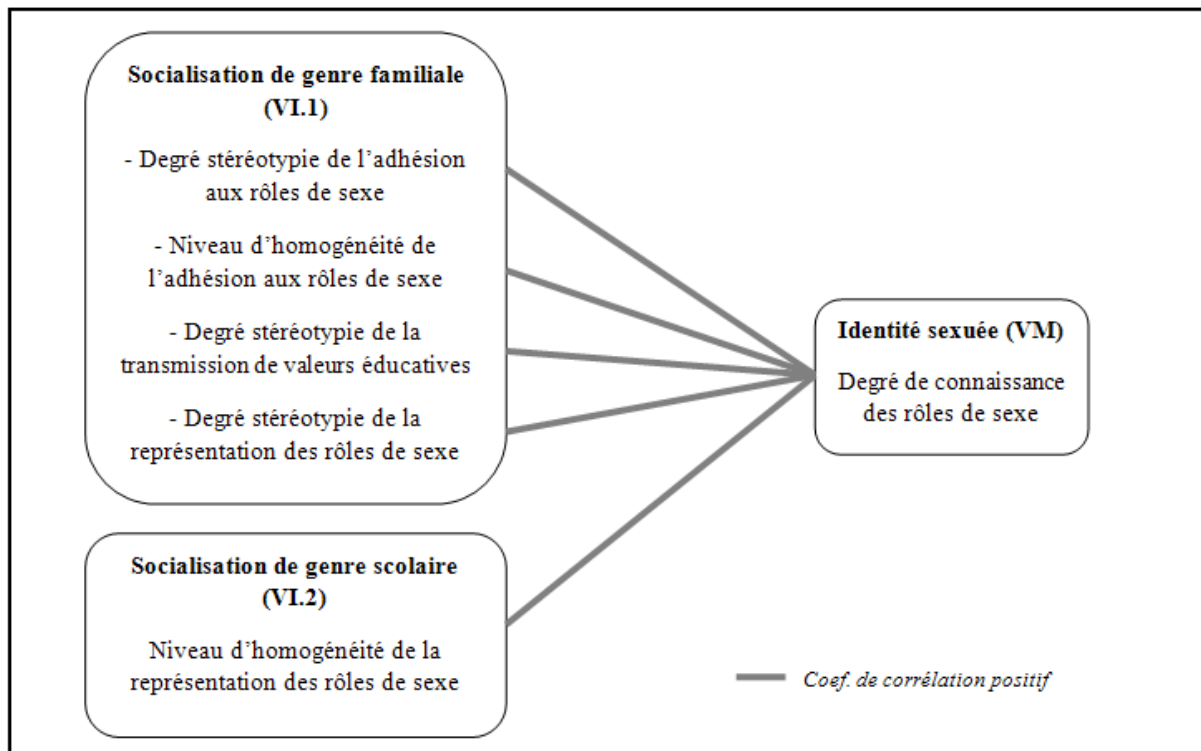 Socialisation de genre familiale
(VI.1)
- Degré stéréotypie de l’adhésion
aux rôles de sexe
- Niveau d’homogénéité de
l’adhésion aux rôles de sexe
- Degré stéréotypie de la
transmission de valeurs éducatives
- Degré stéréotypie de la
représentation des rôles de sexe
Identité sexuée (VM)
Degré de connaissance
des rôles de sexe
Socialisation de genre scolaire
(VI.2)
Niveau d’homogénéité de la
représentation des rôles de sexe
Coef. de corrélation positif